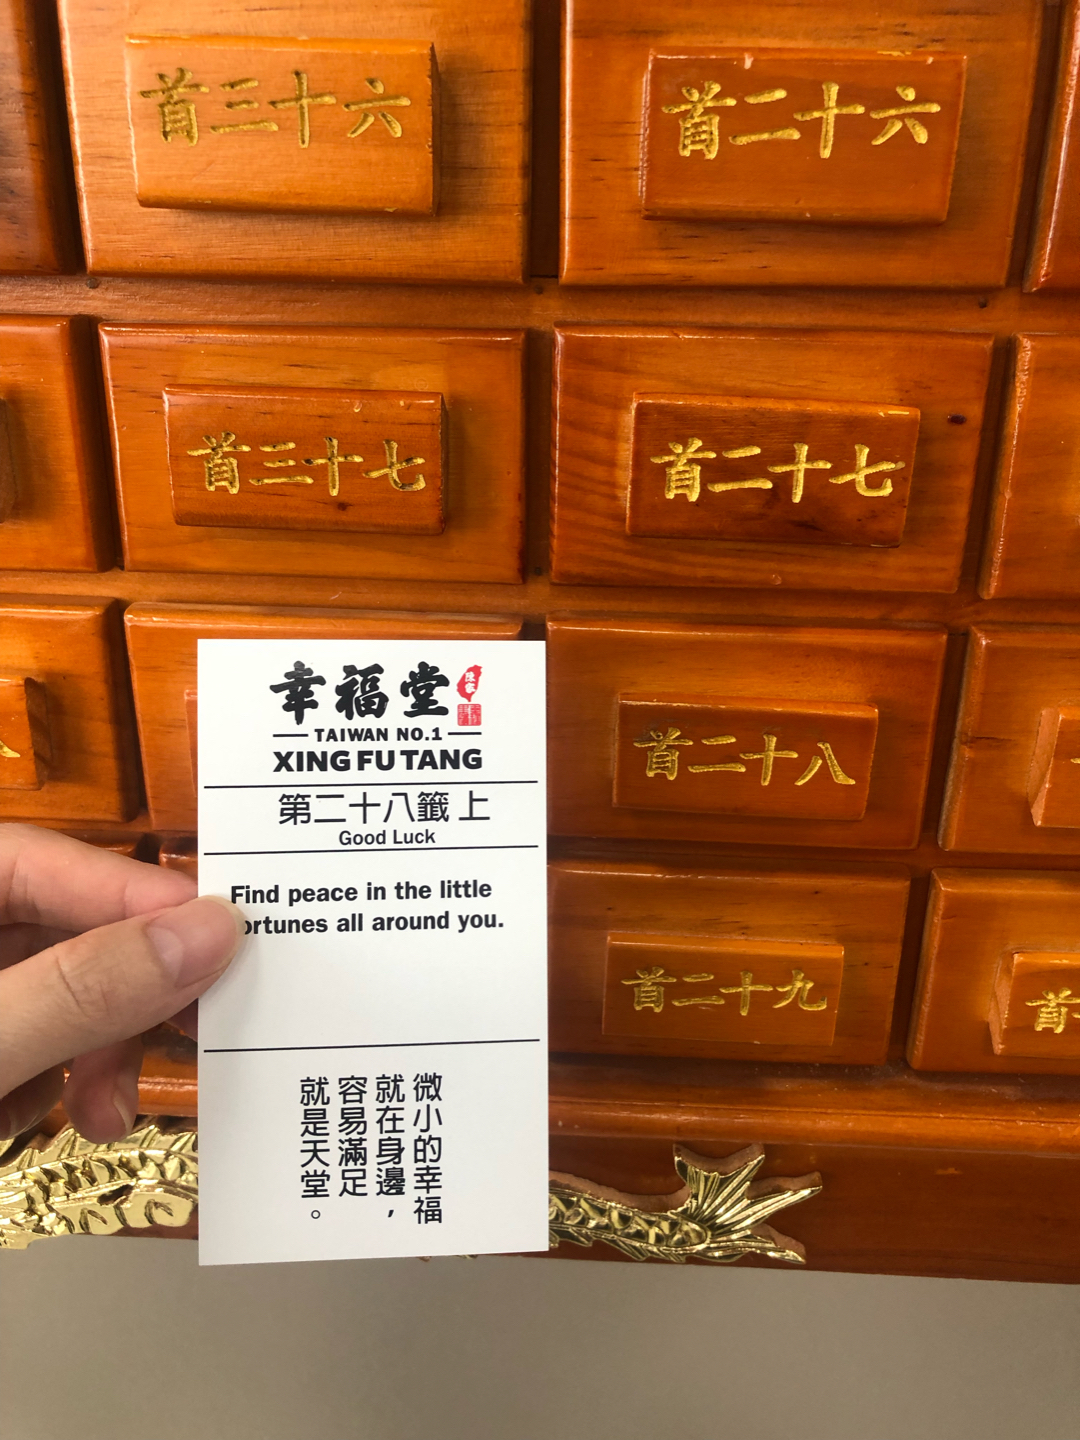 首三十六
首二十六
首三十七
首二十七
幸福堂
陳家
TAIWAN NO.1
XING FU TANG
第二十八籤 上
Good Luck
Find peace in the little
ortunes all around you.
微小的幸福
就在身邊，
容易滿足
就是天堂。
首二十八
首二十九
首